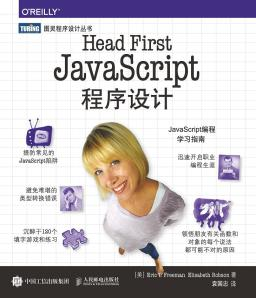 O'REILLY®
TURING 图灵程序设计丛书
Head First
JavaScript
程序设计
JavaScript编程
学习指南
提防常见的
JavaScript陷阱
迅速开启职业
编程生涯
避免难堪的
类型转换错误
沉醉于180个
填字游戏和练习
领悟朋友有关函数和
对象的每个说法
都可能不对的原因
[美] Eric T. Freeman Elisabeth Robson 著
袁国忠 译
中国工信出版集团
人民邮电出版社